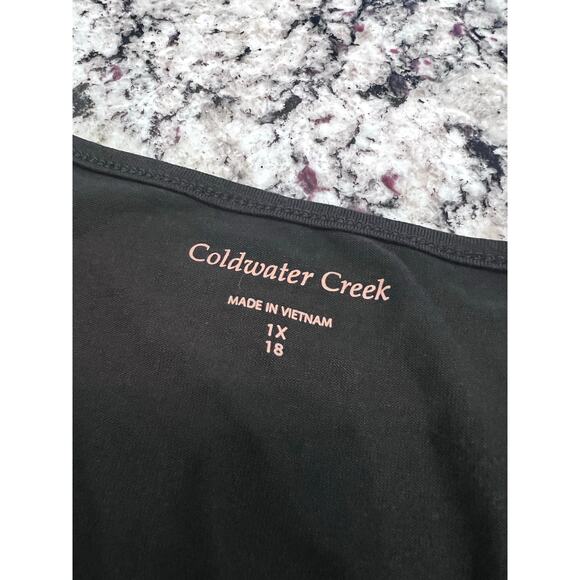 Coldwater Creek
MADE IN VIETNAM
1X
18